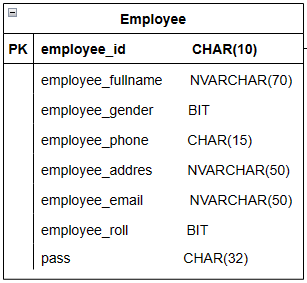 Employee
PK employee_id CHAR(10)
employee_fullname NVARCHAR(70)
employee_gender BIT
employee_phone CHAR(15)
employee_addres NVARCHAR(50)
employee_email NVARCHAR(50)
employee_roll BIT
pass CHAR(32)